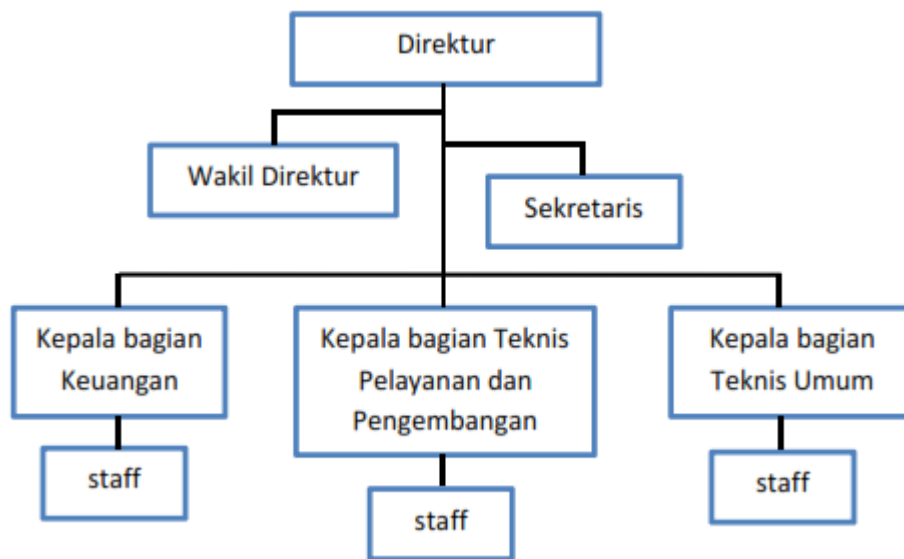 Direktur
Wakil Direktur
Sekretaris
Kepala bagian
Keuangan
Kepala bagian Teknis
Pelayanan dan
Pengembangan
Kepala bagian
Teknis Umum
staff
staff
staff